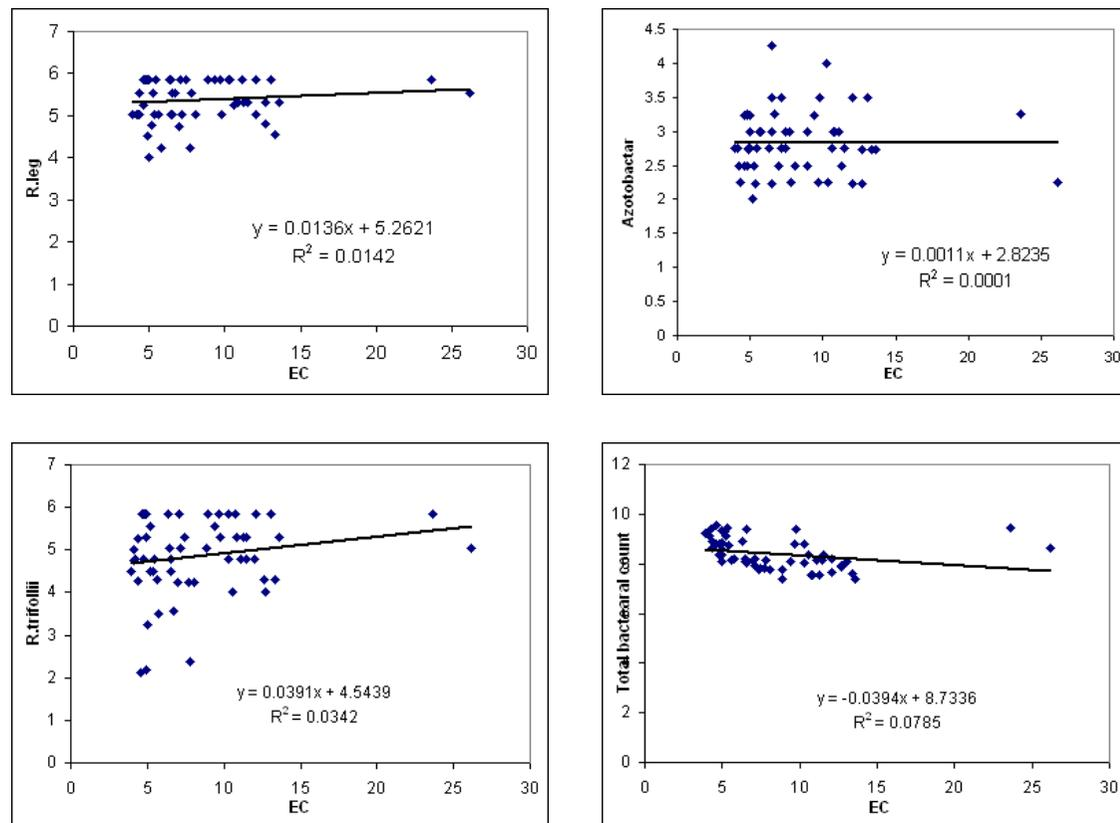 7
6
5
4
3
2
1
0
R.leg
y = 0.0136x + 5.2621
R² = 0.0142
0 5 10 15 20 25 30
EC
4.5
4
3.5
3
2.5
2
1.5
1
0.5
0
Azotobactar
y = 0.0011x + 2.8235
R² = 0.0001
0 5 10 15 20 25 30
EC
7
6
5
4
3
2
1
0
R.trifollii
y = 0.0391x + 4.5439
R² = 0.0342
0 5 10 15 20 25 30
EC
12
10
8
6
4
2
0
Total bactearal count
y = -0.0394x + 8.7336
R² = 0.0785
0 5 10 15 20 25 30
EC